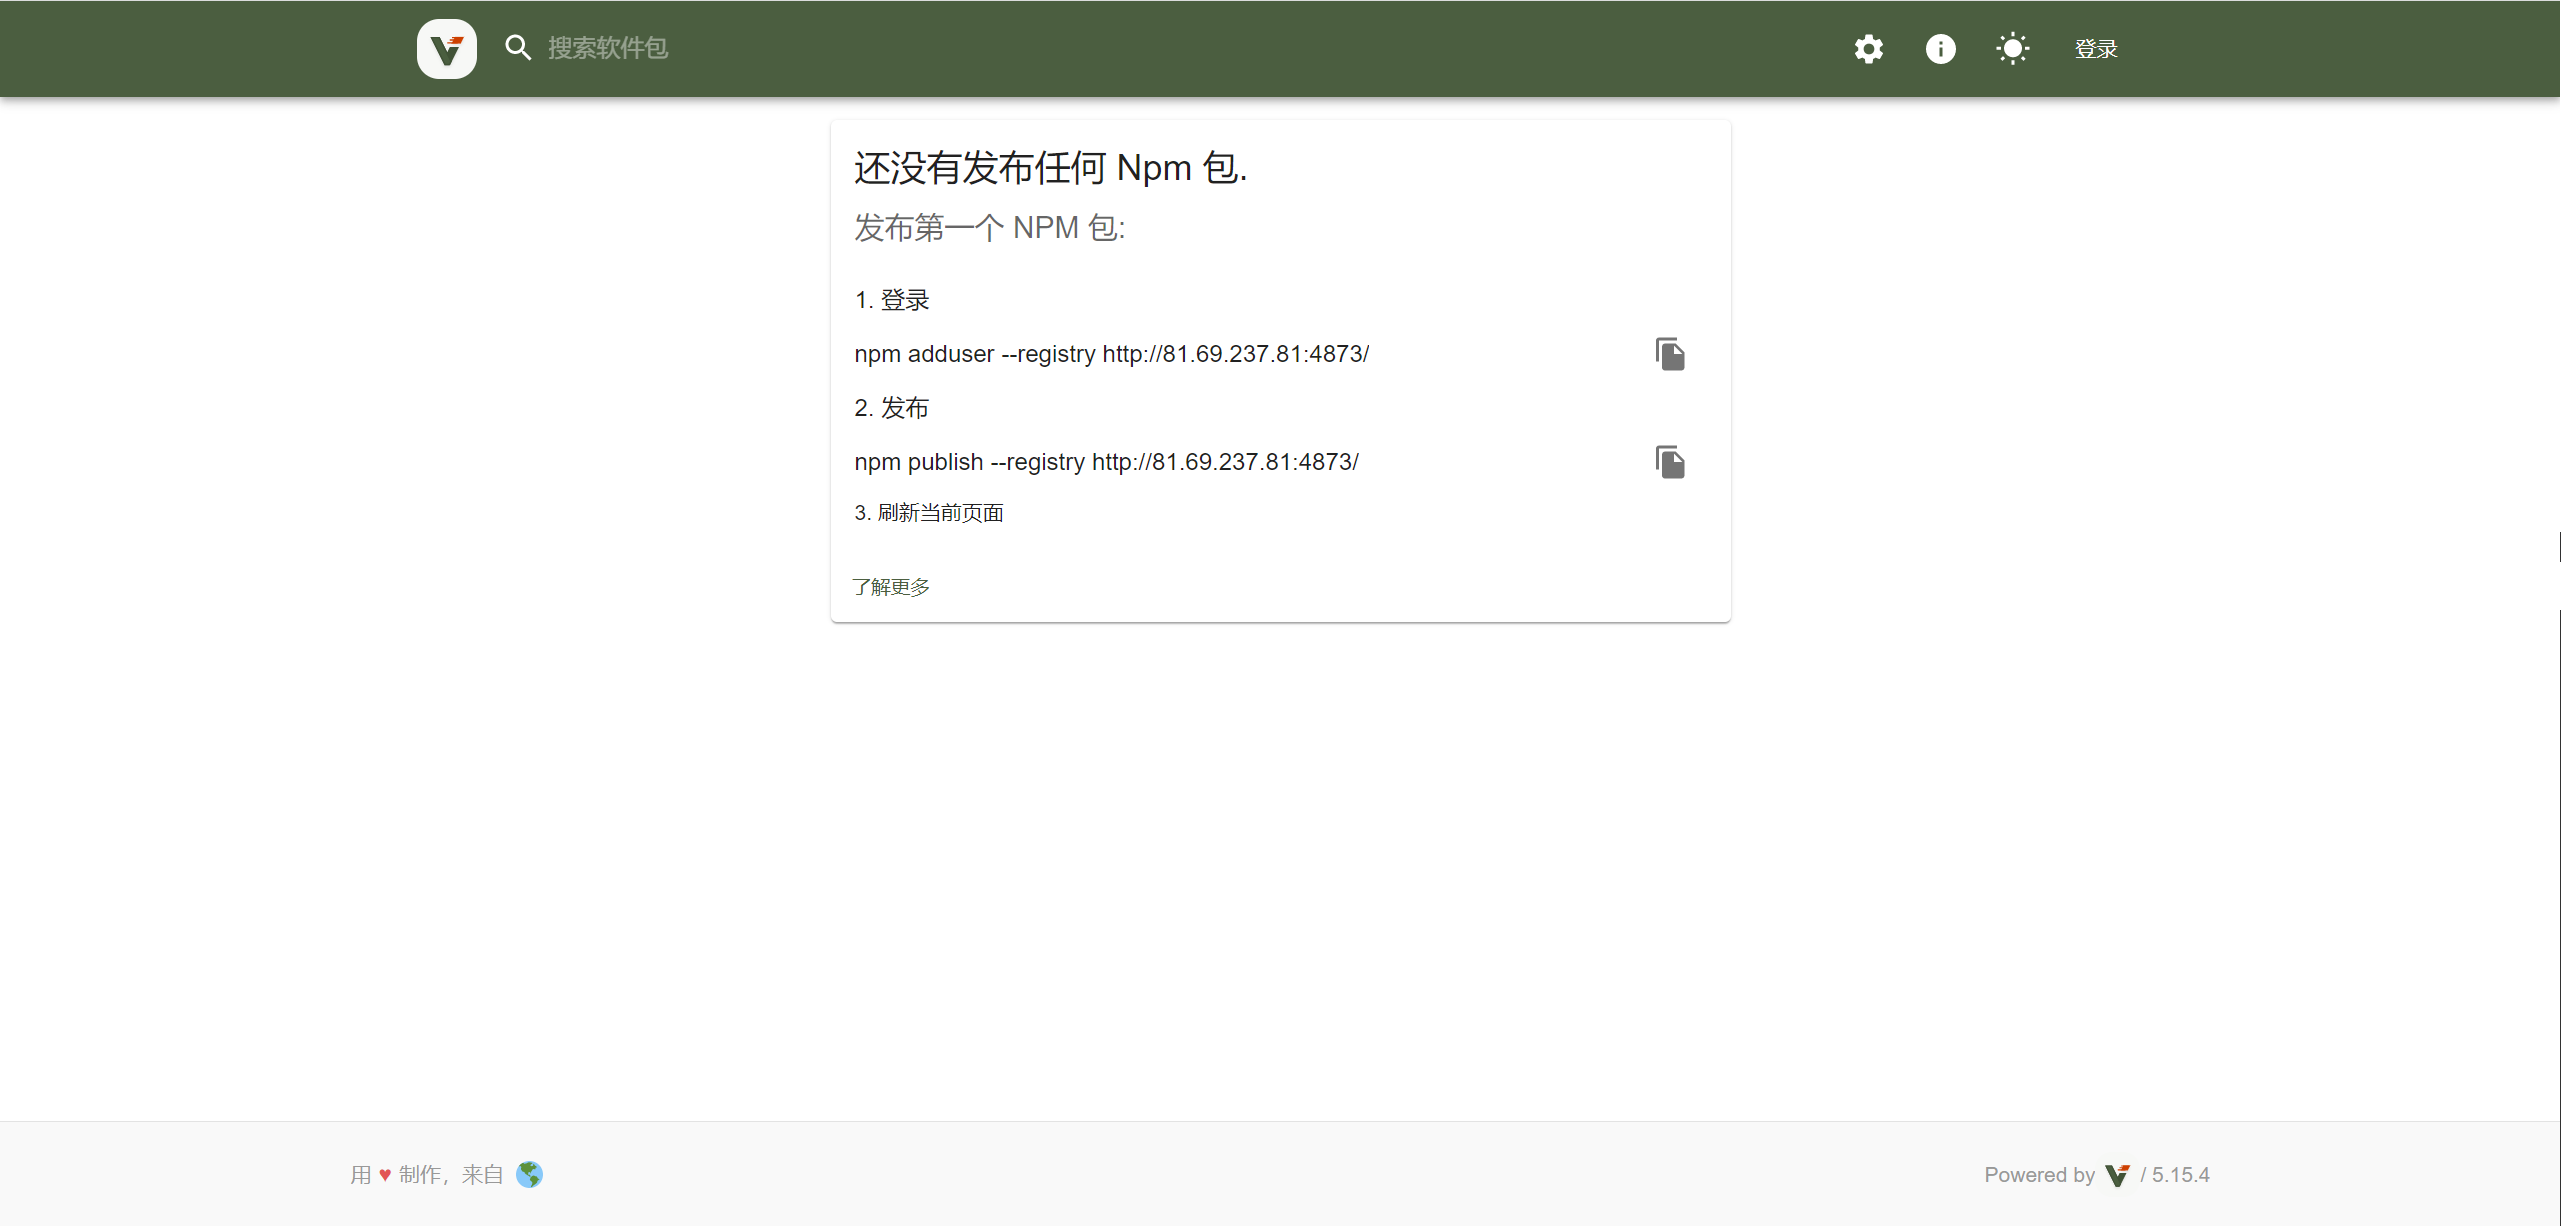 搜索软件包
登录
还没有发布任何 Npm 包.
发布第一个 NPM 包:
1. 登录
npm adduser --registry http://81.69.237.81:4873/
2. 发布
npm publish --registry http://81.69.237.81:4873/
3. 刷新当前页面
了解更多
用 ♥ 制作，来自
Powered by / 5.15.4